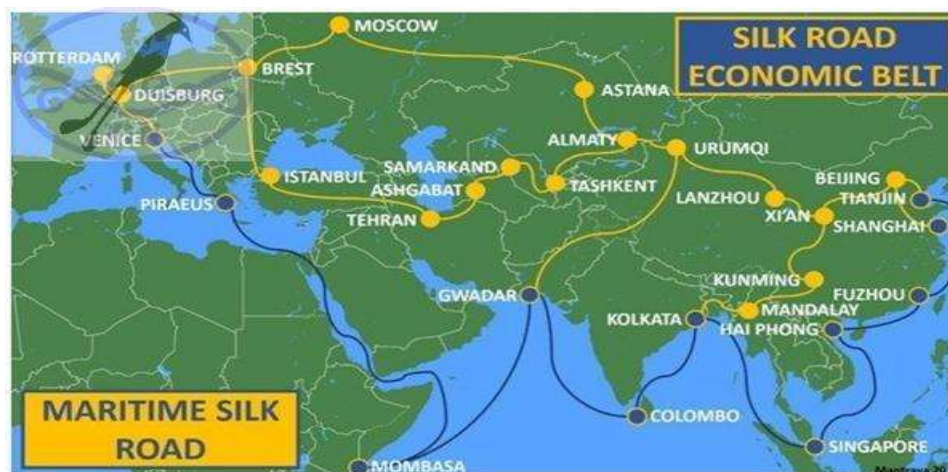 MOSCOW
SILK ROAD
ECONOMIC BELT
ROTTERDAM
BREST
DUISBURG
ASTANA
VENICE
ALMATY
URUMQI
SAMARKAND
BEIJING
ISTANBUL
ASHGABAT
TASHKENT
LANZHOU
TIANJIN
PIRAEUS
TEHRAN
XI'AN
SHANGHAI
KUNMING
GWADAR
FUZHOU
KOLKATA
MANDALAY
HAI PHONG
MARITIME SILK
ROAD
COLOMBO
SINGAPORE
MOMBASA